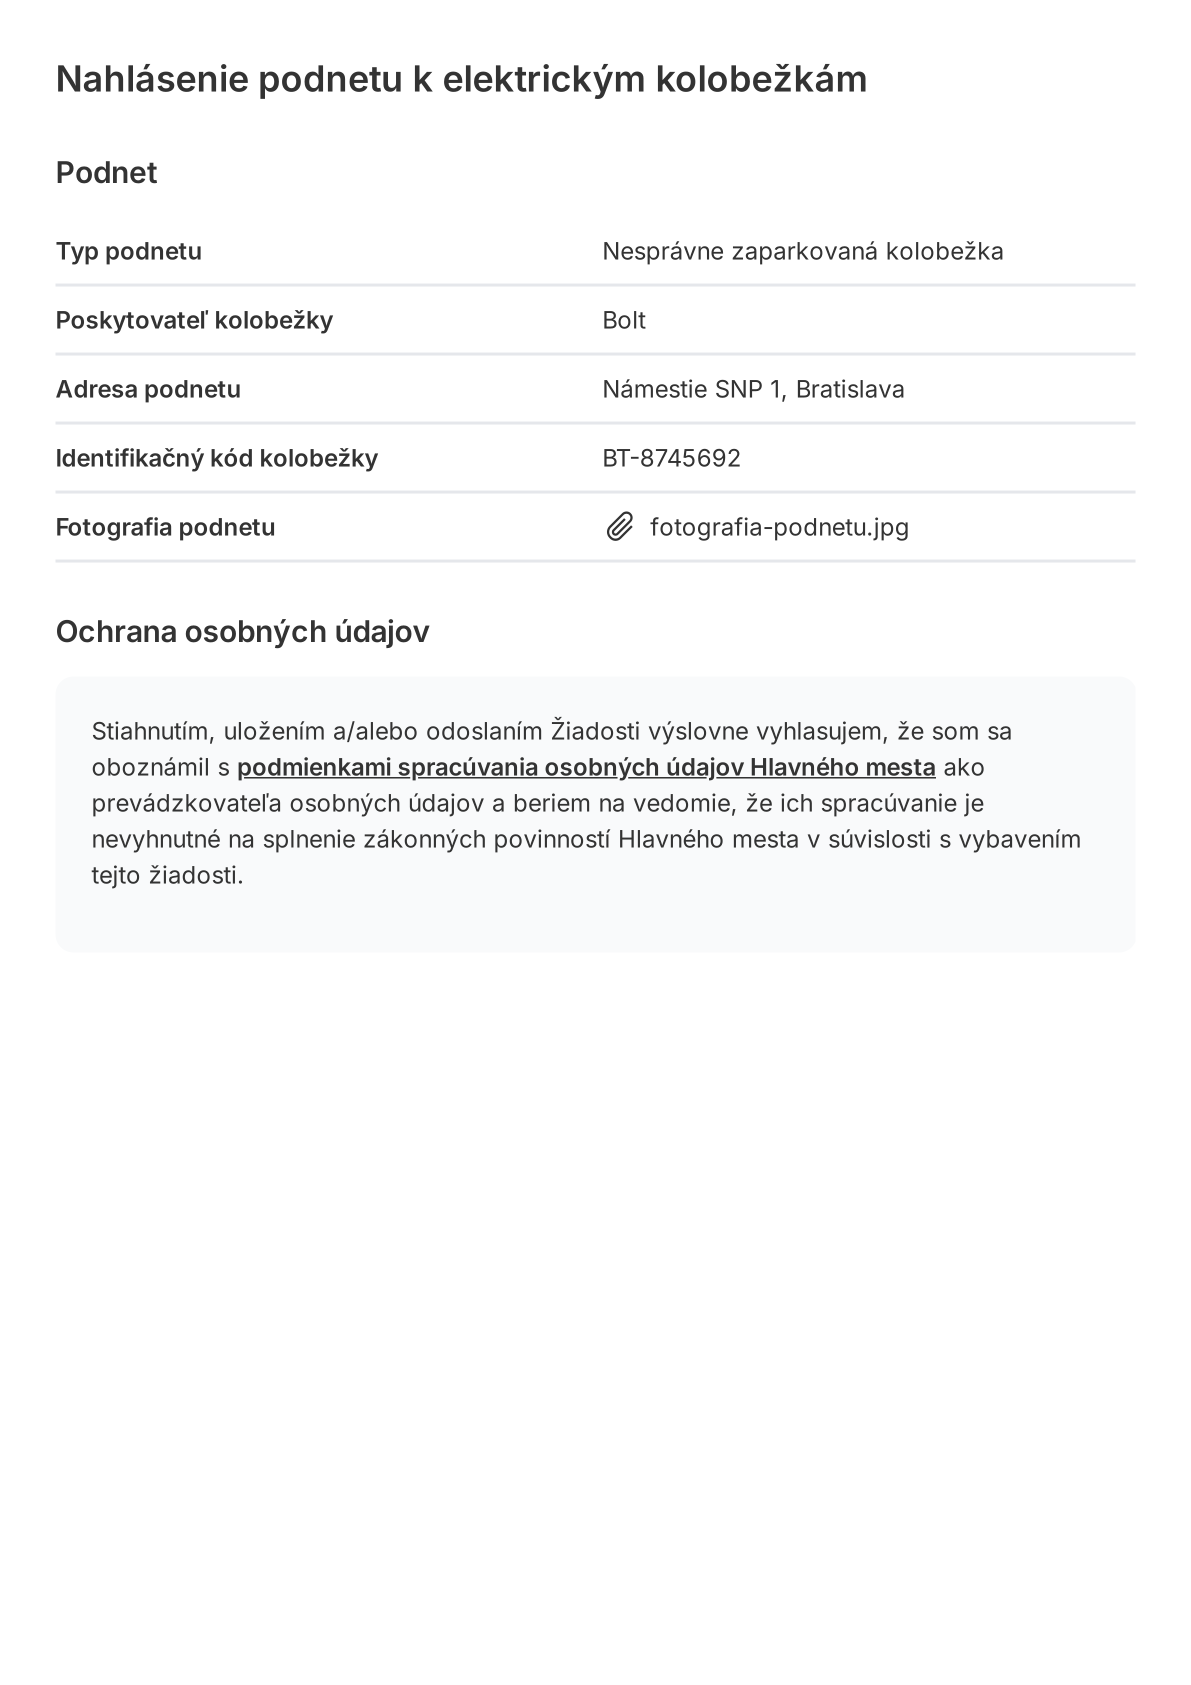 Nahlásenie podnetu k elektrickým kolobežkám
Podnet
Typ podnetu Nesprávne zaparkovaná kolobežka
Poskytovateľ kolobežky Bolt
Adresa podnetu Námestie SNP 1, Bratislava
Identifikačný kód kolobežky BT-8745692
Fotografia podnetu fotografia-podnetu.jpg
Ochrana osobných údajov
Stiahnutím, uložením a/alebo odoslaním Žiadosti výslovne vyhlasujem, že som sa
oboznámil s podmienkami spracúvania osobných údajov Hlavného mesta ako
prevádzkovateľa osobných údajov a beriem na vedomie, že ich spracúvanie je
nevyhnutné na splnenie zákonných povinností Hlavného mesta v súvislosti s vybavením
tejto žiadosti.